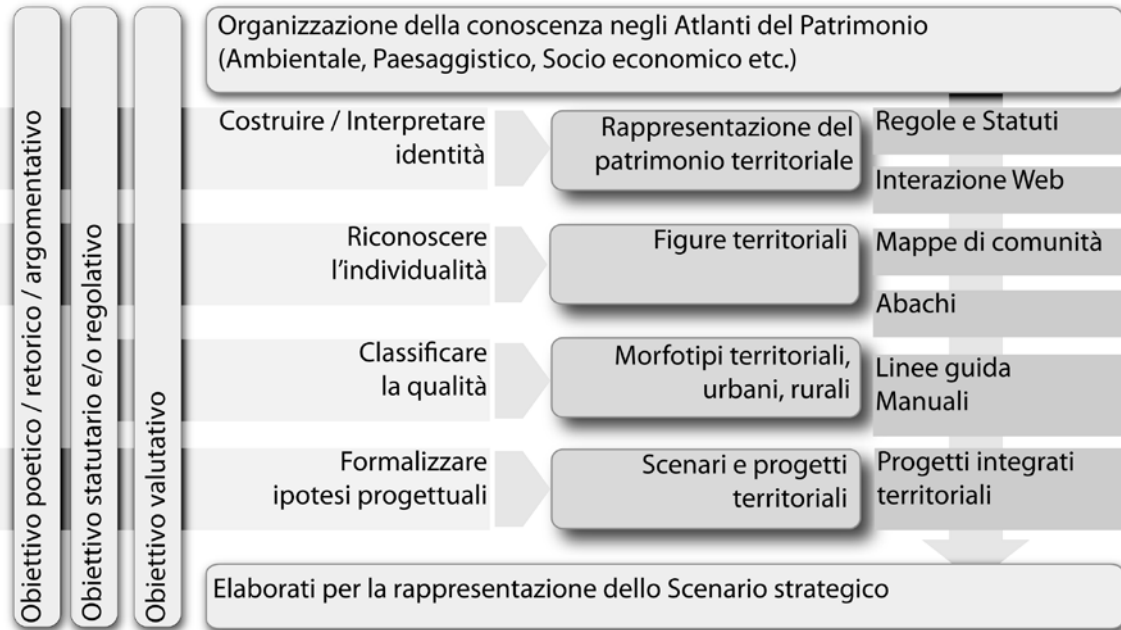 Organizzazione della conoscenza negli Atlanti del Patrimonio
(Ambientale, Paesaggistico, Socio economico etc.)
Obiettivo poetico / retorico / argomentativo
Obiettivo statutario e/o regolativo
Obiettivo valutativo
Costruire / Interpretare
identità
Rappresentazione del
patrimonio territoriale
Regole e Statuti
Interazione Web
Riconoscere
l'individualità
Figure territoriali
Mappe di comunità
Abachi
Classificare
la qualità
Morfotipi territoriali,
urbani, rurali
Linee guida
Manuali
Formalizzare
ipotesi progettuali
Scenari e progetti
territoriali
Progetti integrati
territoriali
Elaborati per la rappresentazione dello Scenario strategico